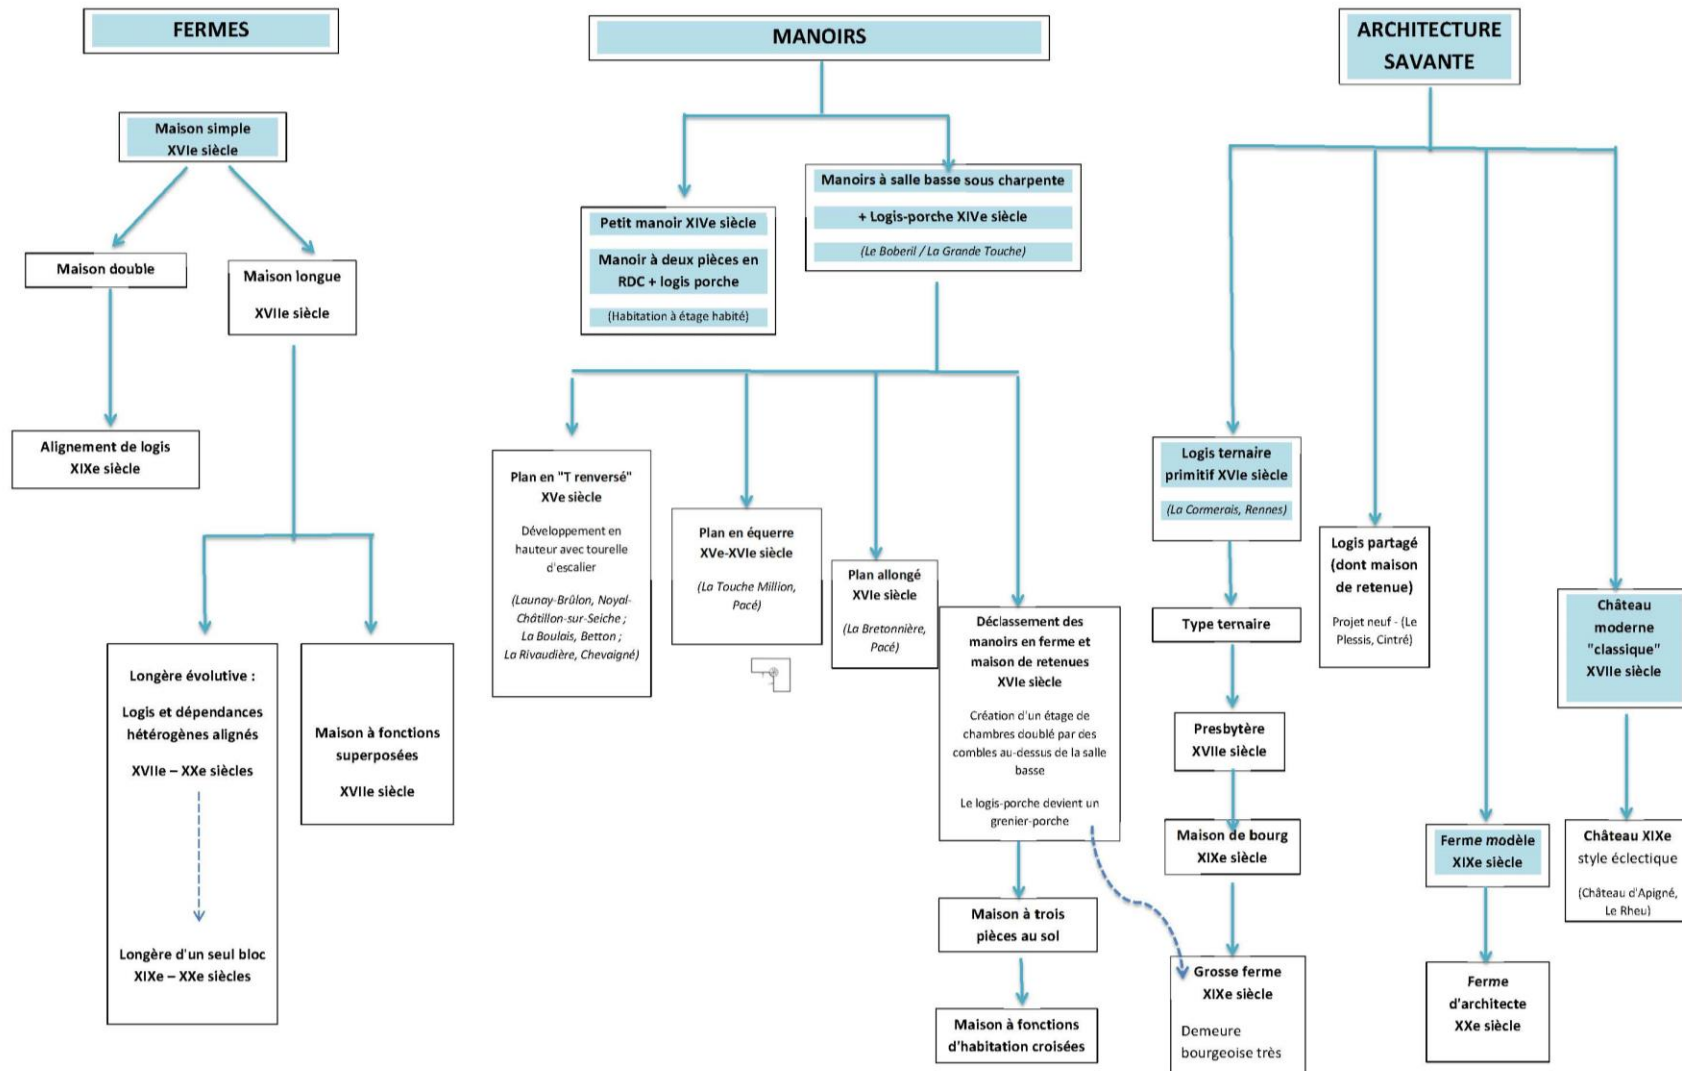 FERMES
MANOIRS
ARCHITECTURE
SAVANTE
Maison simple
XVIe siècle
Maison double
Maison longue
XVIIe siècle
Alignement de logis
XIXe siècle
Longère évolutive :
Logis et dépendances
hétérogènes alignés
XVIIe – XXe siècles
Longère d'un seul bloc
XIXe – XXe siècles
Maison à fonctions
superposées
XVIIe siècle
Petit manoir XIVe siècle
Manoir à deux pièces en
RDC + logis porche
(Habitation à étage habité)
Manoirs à salle basse sous charpente
+ Logis-porche XIVe siècle
(Le Boberil / La Grande Touche)
Plan en "T renversé"
XVe siècle
Développement en
hauteur avec tourelle
d'escalier
(Launay-Brûlon, Noyal-
Châtillon-sur-Seiche ;
La Boulais, Betton ;
La Rivaudière, Chevaigné)
Plan en équerre
XVe-XVIe siècle
(La Touche Million,
Pacé)
Plan allongé
XVIe siècle
(La Bretonnière,
Pacé)
Déclassement des
manoirs en ferme et
maison de retenues
XVIe siècle
Création d'un étage de
chambres doublé par des
combles au-dessus de la salle
basse
Le logis-porche devient un
grenier-porche
Maison à trois
pièces au sol
Maison à fonctions
d'habitation croisées
Logis ternaire
primitif XVIe siècle
(La Cormerais, Rennes)
Type ternaire
Presbytère
XVIIe siècle
Maison de bourg
XIXe siècle
Grosse ferme
XIXe siècle
Demeure
bourgeoise très
Logis partagé
(dont maison
de retenue)
Projet neuf - (Le
Plessis, Cintré)
Ferme modèle
XIXe siècle
Ferme
d'architecte
XXe siècle
Château
moderne
"classique"
XVIIe siècle
Château XIXe
style éclectique
(Château d'Apigné,
Le Rheu)